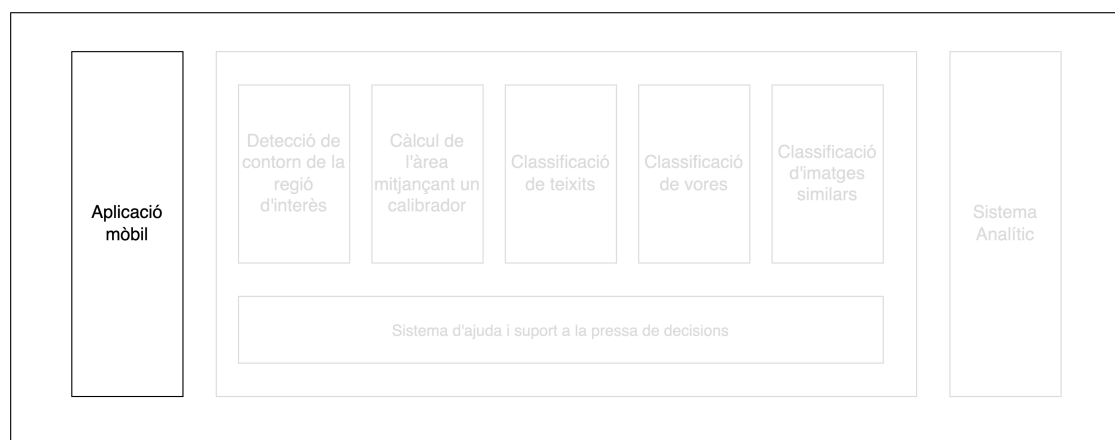 Aplicació
mòbil
Detecció de
contorn de la
regió
d'interès
Càlcul de
l'àrea
mitjançant un
calibrador
Classificació
de teixits
Classificació
de vores
Classificació
d'imatges
similars
Sistema d'ajuda i suport a la pressa de decisions
Sistema
Analític